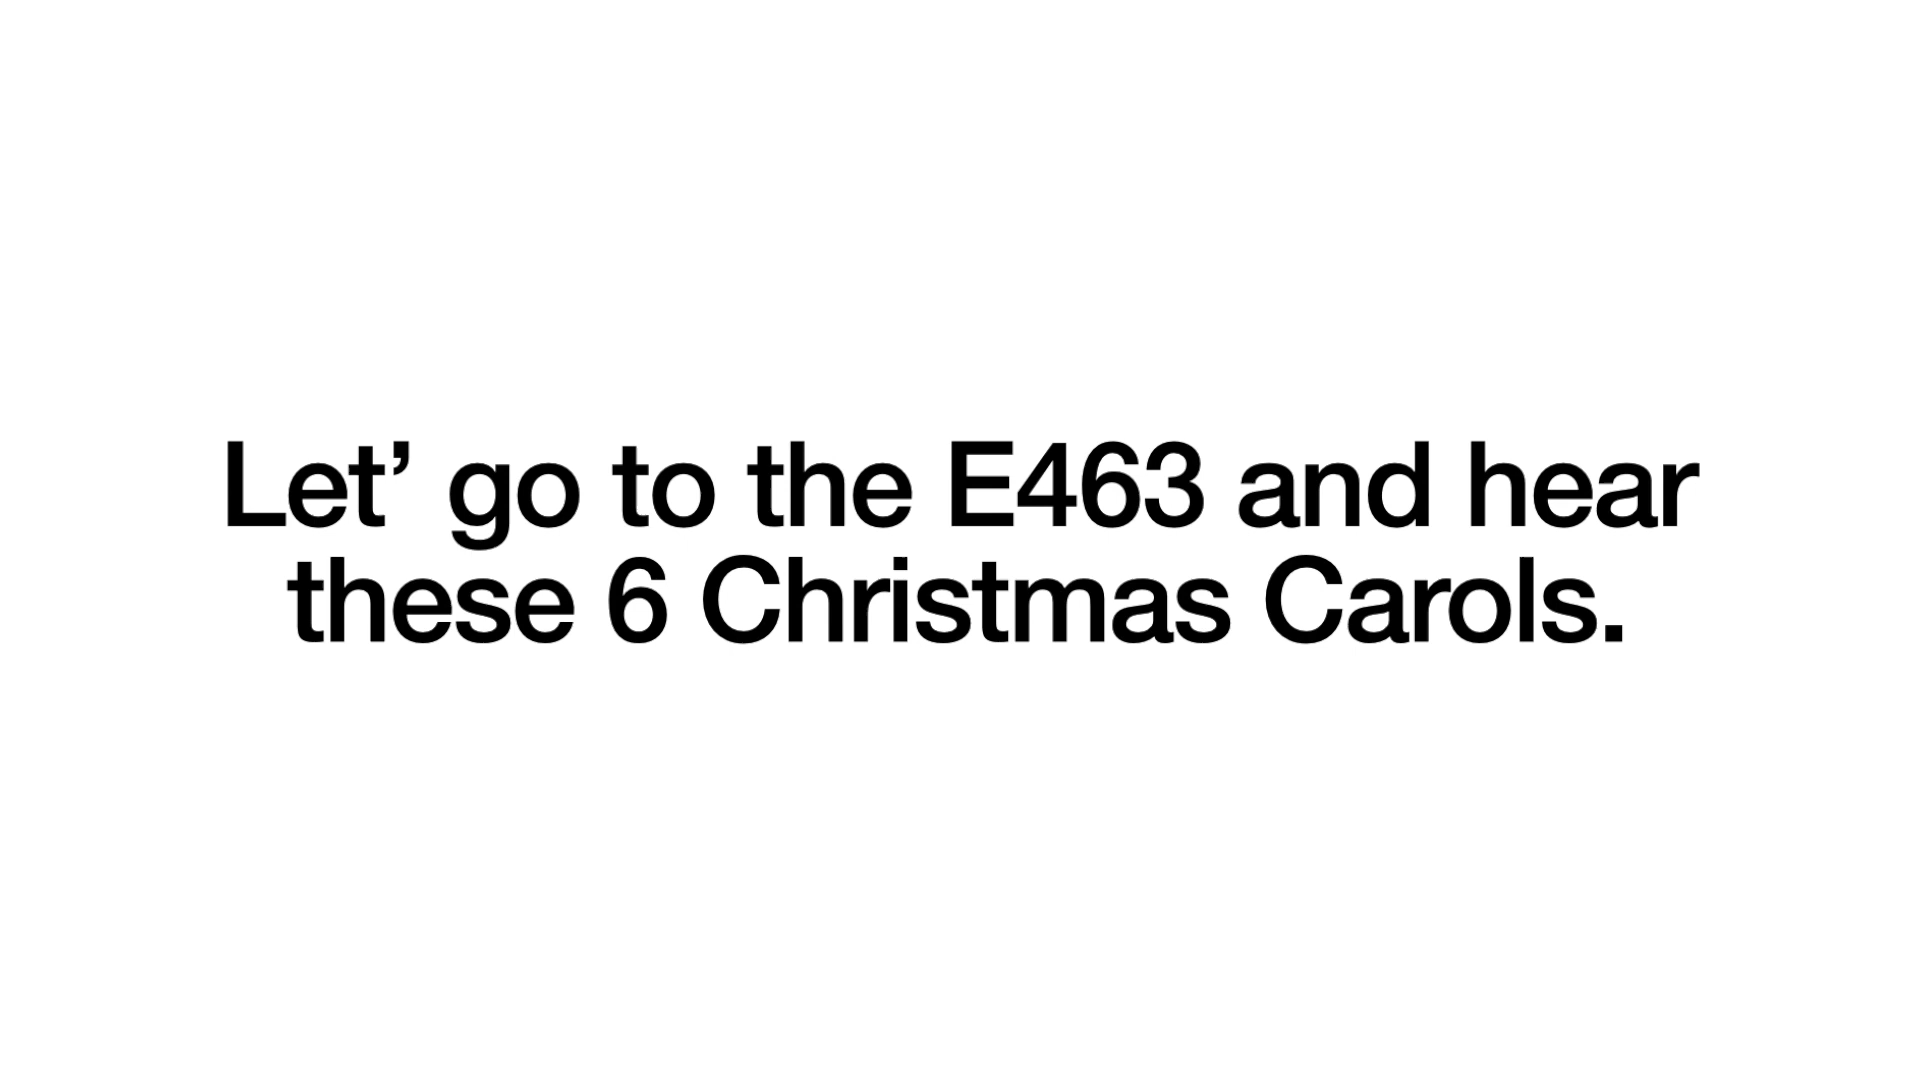 Let’ go to the E463 and hear
these 6 Christmas Carols.